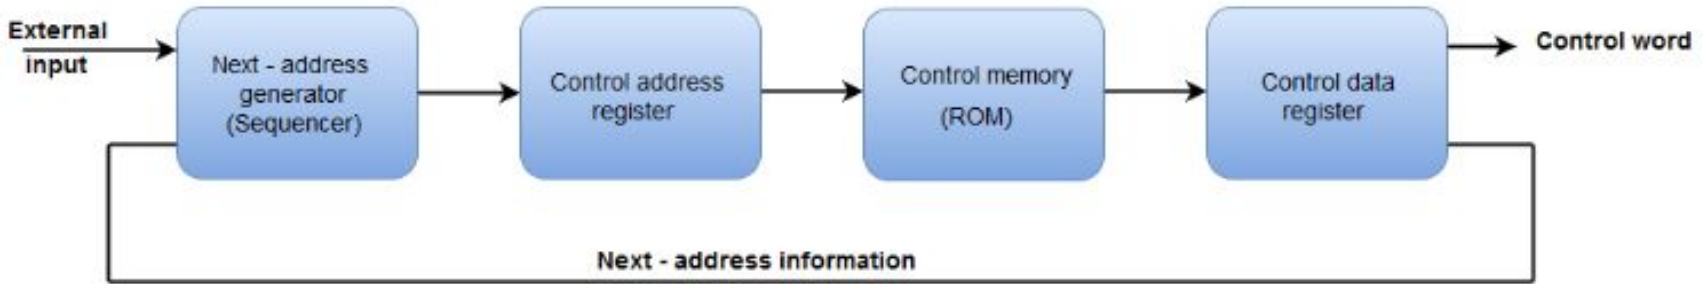 External
input
Next - address
generator
(Sequencer)
Control address
register
Control memory
(ROM)
Control data
register
Control word
Next - address information